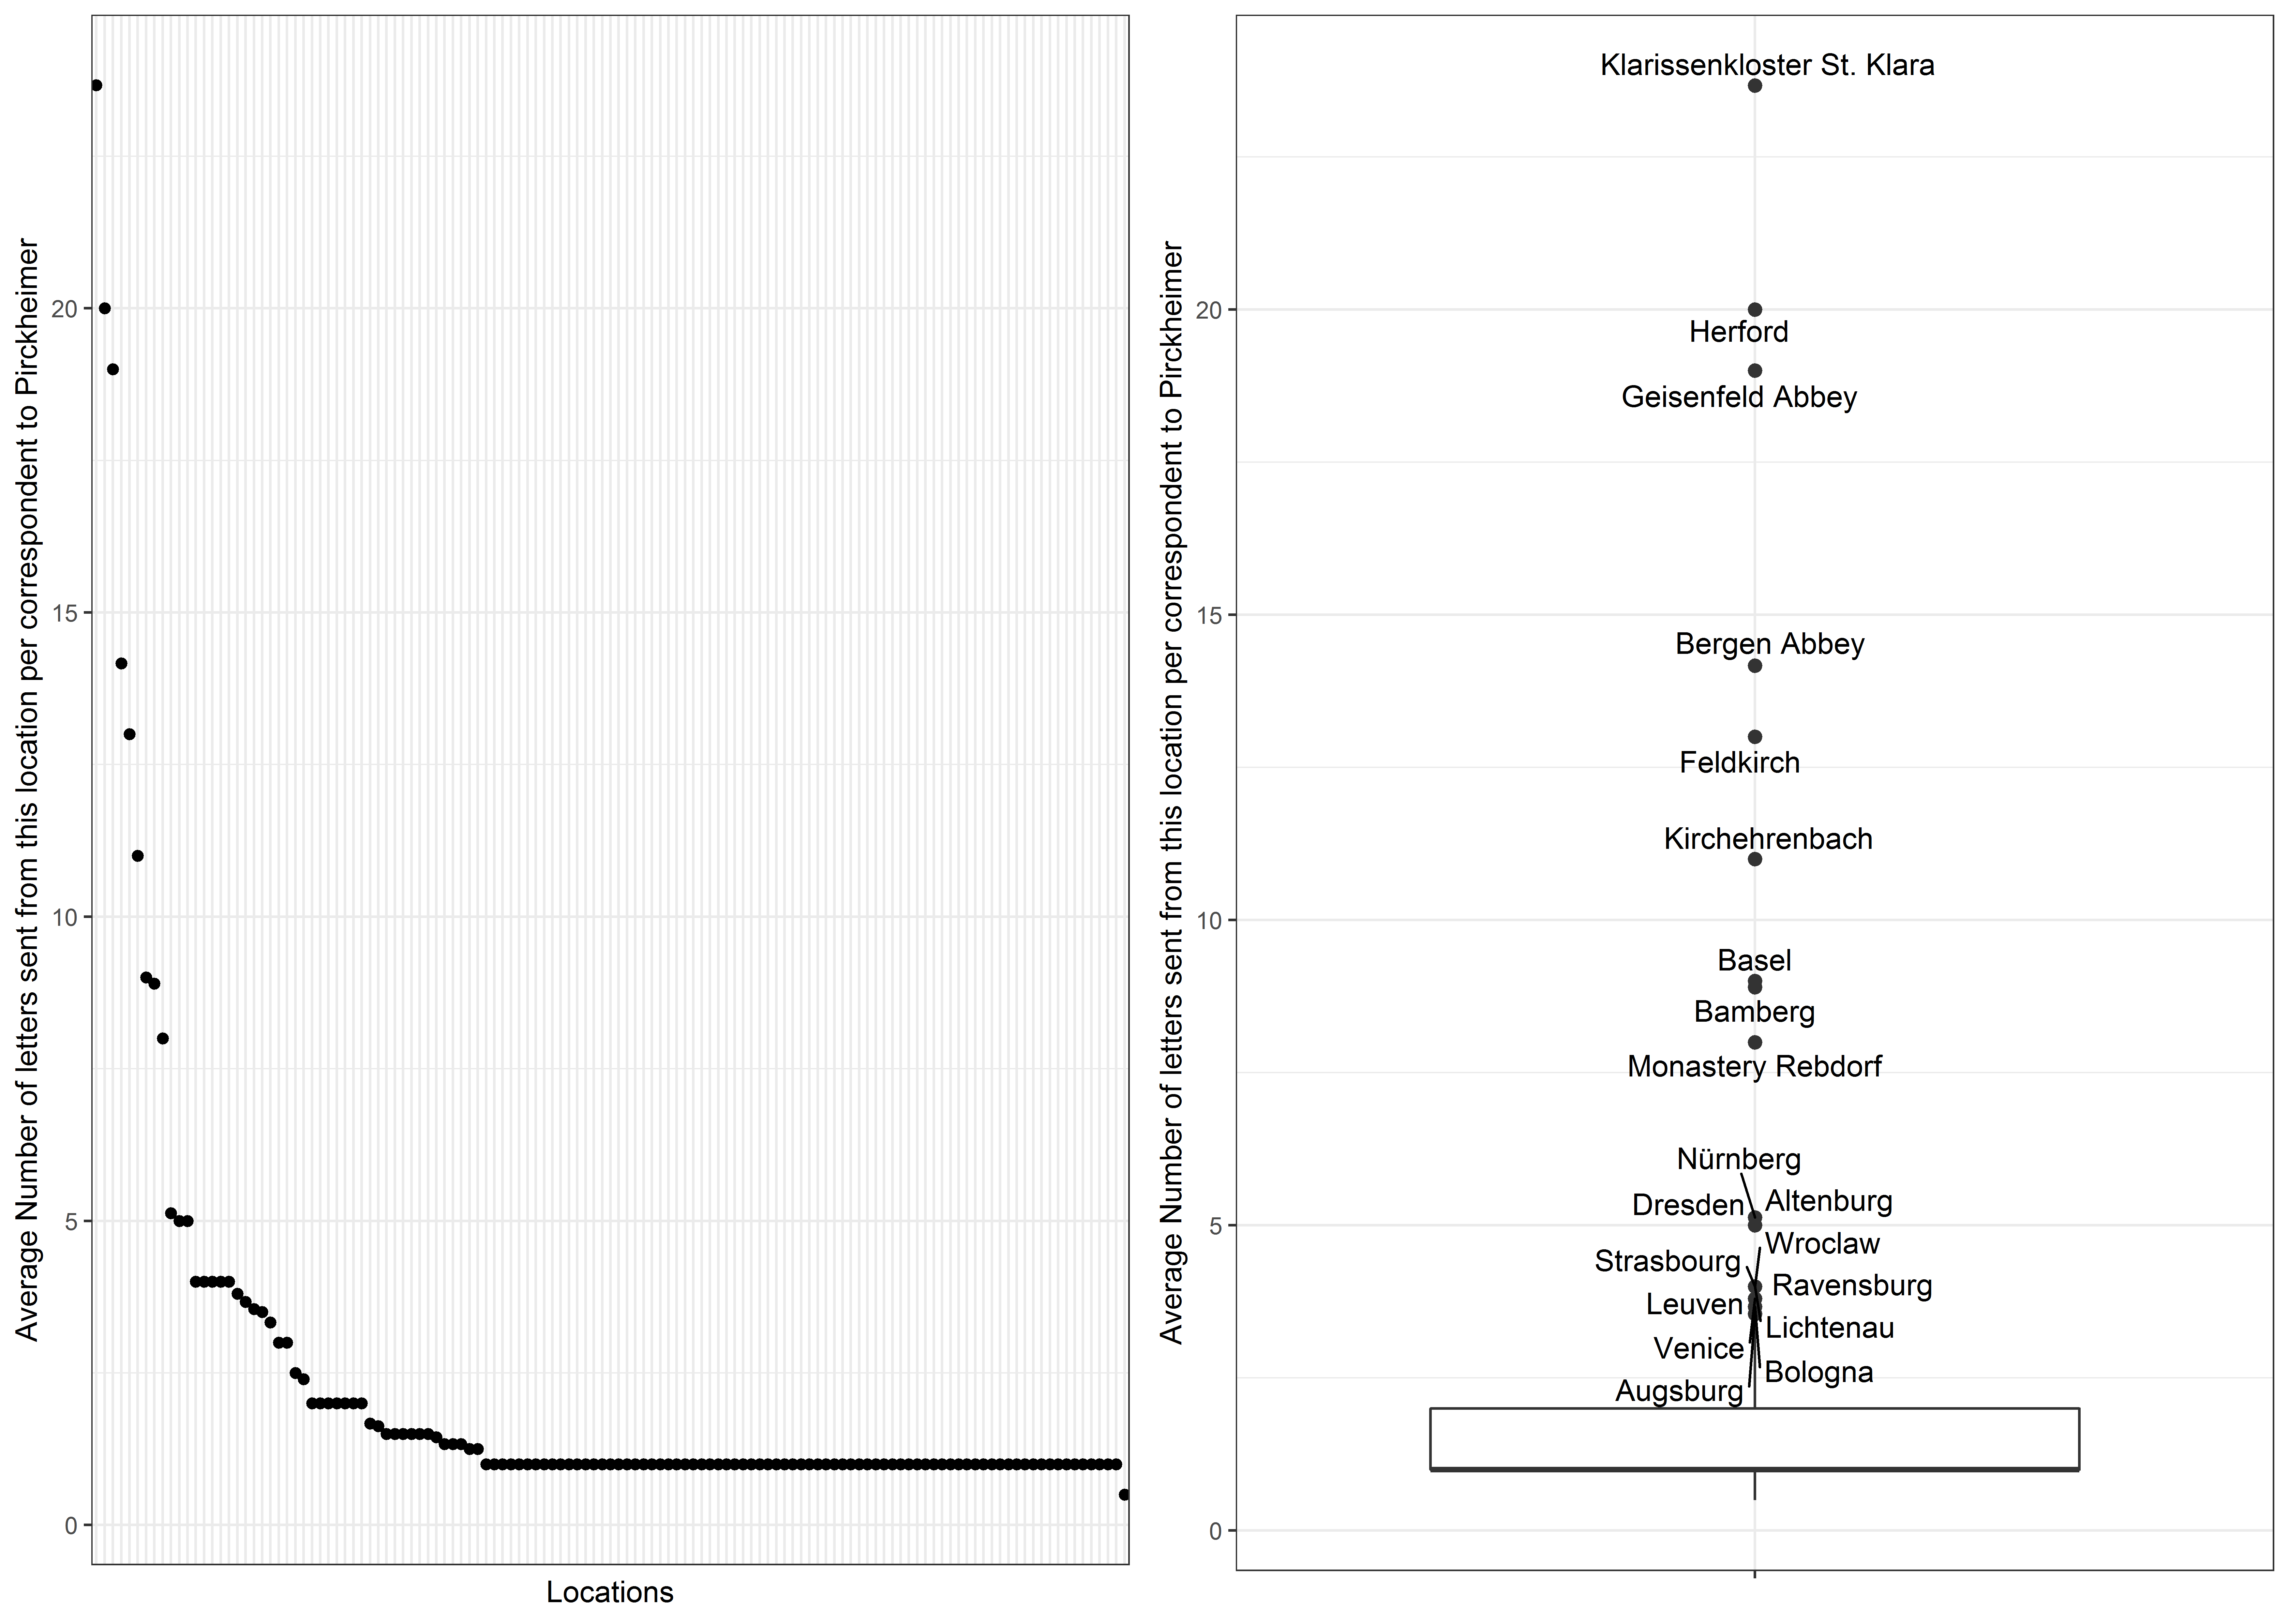 Average Number of letters sent from this location per correspondent to Pirckheimer
20
15
10
5
0
Locations
Average Number of letters sent from this location per correspondent to Pirckheimer
20
15
10
5
0
Klarissenkloster St. Klara
Herford
Geisenfeld Abbey
Bergen Abbey
Feldkirch
Kirchehrenbach
Basel
Bamberg
Monastery Rebdorf
Nürnberg
Dresden
Altenburg
Wroclaw
Strasbourg
Ravensburg
Leuven
Lichtenau
Venice
Bologna
Augsburg